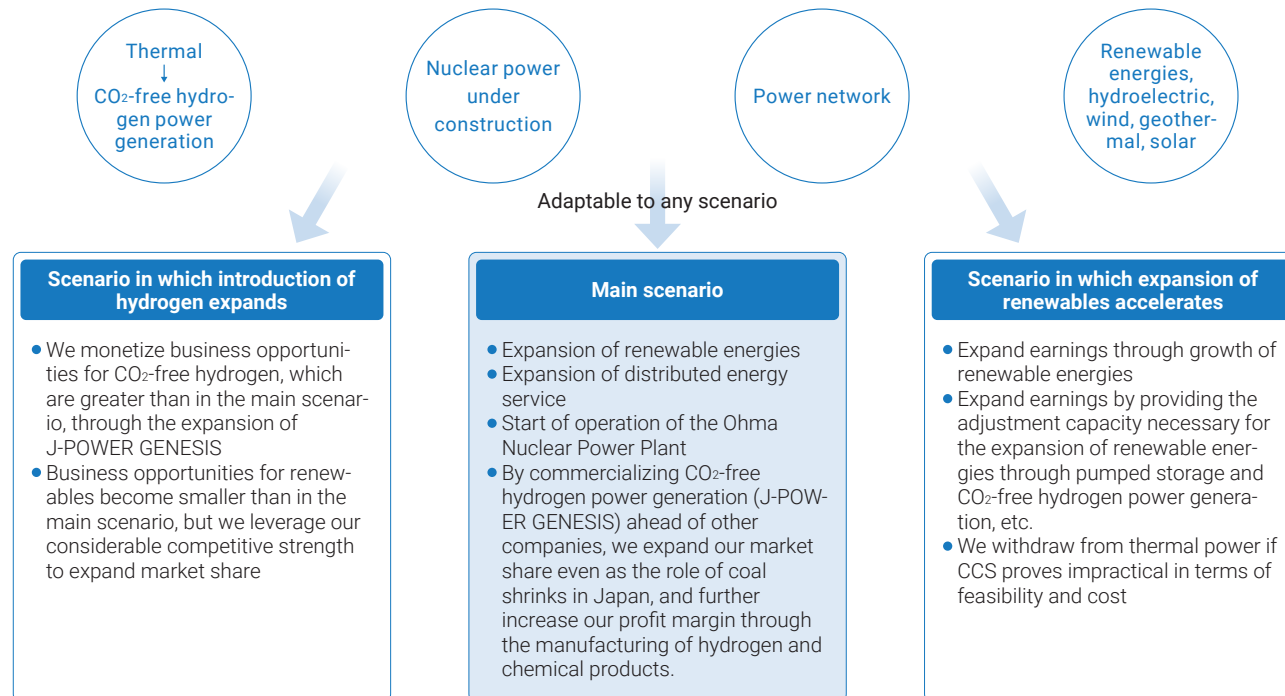 Thermal
↓
CO2-free hydro-
gen power
generation
Nuclear power
under
construction
Power network
Renewable
energies,
hydroelectric,
wind, geother-
mal, solar
Adaptable to any scenario
Scenario in which introduction of
hydrogen expands
• We monetize business opportuni-
ties for CO2-free hydrogen, which
are greater than in the main scenar-
io, through the expansion of
J-POWER GENESIS
• Business opportunities for renew-
ables become smaller than in the
main scenario, but we leverage our
considerable competitive strength
to expand market share
Main scenario
• Expansion of renewable energies
• Expansion of distributed energy
service
• Start of operation of the Ohma
Nuclear Power Plant
• By commercializing CO2-free
hydrogen power generation (J-POW-
ER GENESIS) ahead of other
companies, we expand our market
share even as the role of coal
shrinks in Japan, and further
increase our profit margin through
the manufacturing of hydrogen and
chemical products.
Scenario in which expansion of
renewables accelerates
• Expand earnings through growth of
renewable energies
• Expand earnings by providing the
adjustment capacity necessary for
the expansion of renewable ener-
gies through pumped storage and
CO2-free hydrogen power genera-
tion, etc.
• We withdraw from thermal power if
CCS proves impractical in terms of
feasibility and cost